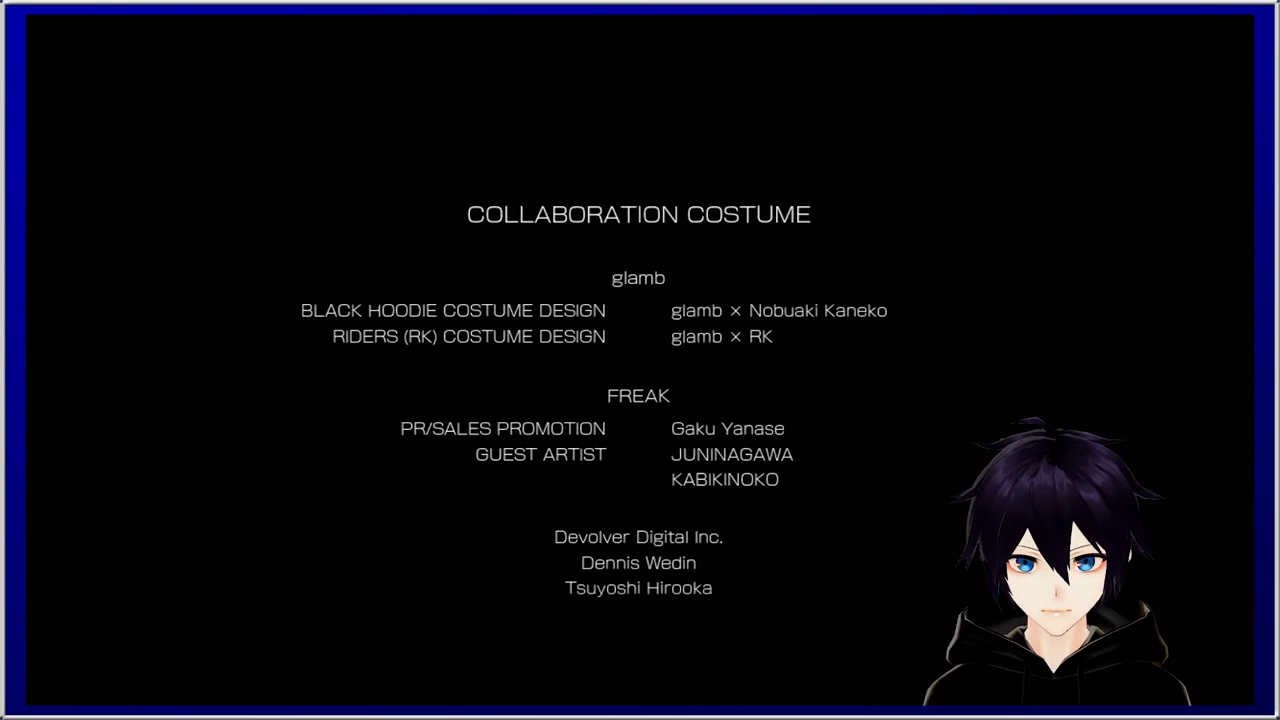 COLLABORATION COSTUME
glamb
BLACK HOODIE COSTUME DESIGN glamb × Nobuaki Kaneko
RIDERS (RK) COSTUME DESIGN glamb × RK
FREAK
PR/SALES PROMOTION Gaku Yanase
GUEST ARTIST JUNINAGAWA
KABIKINOKO
Devolver Digital Inc.
Dennis Wedin
Tsuyoshi Hirooka